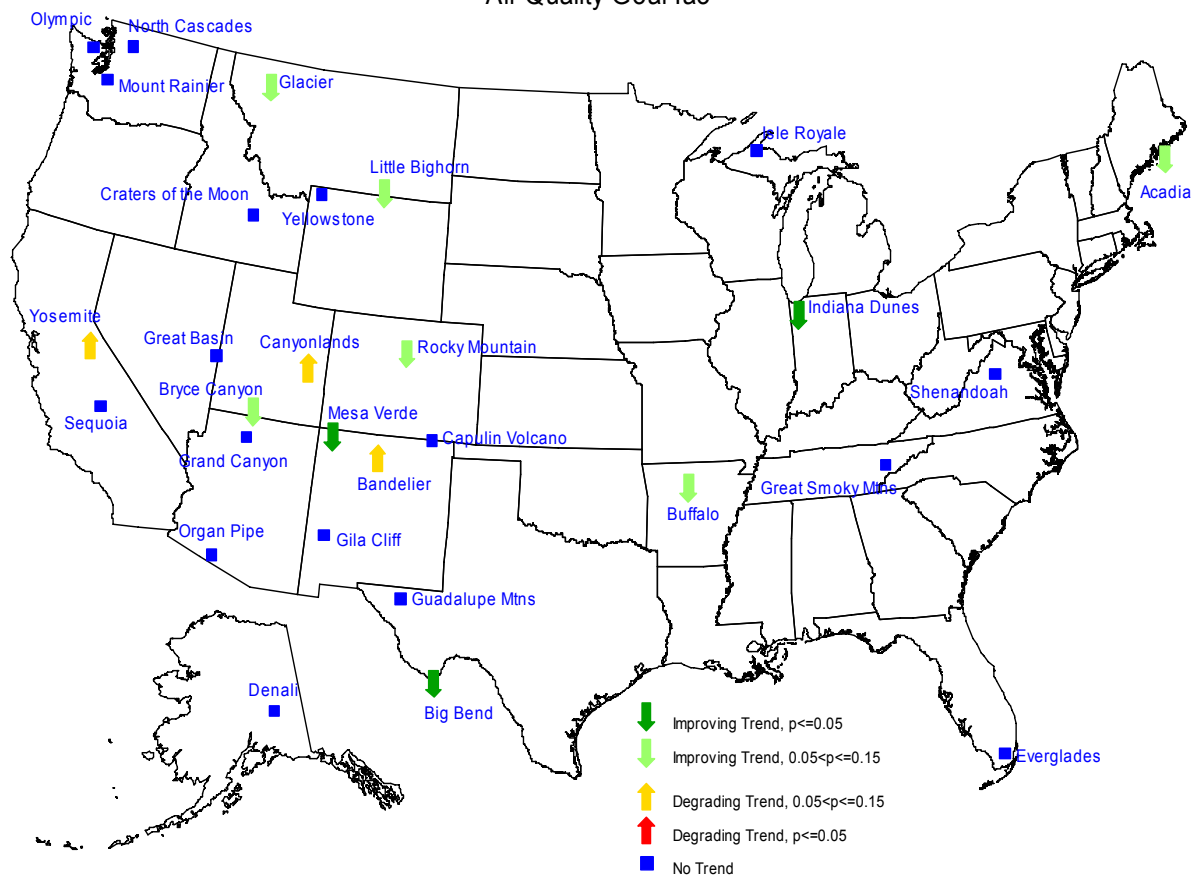 Air Quality
Olympic
North Cascades
Mount Rainier
Glacier
Isle Royale
Little Bighorn
Craters of the Moon
Yellowstone
Acadia
Yosemite
Great Basin
Canyonlands
Rocky Mountain
Indiana Dunes
Bryce Canyon
Sequoia
Mesa Verde
Shenandoah
Capulin Volcano
Grand Canyon
Bandelier
Great Smoky Mtns
Buffalo
Organ Pipe
Gila Cliff
Guadalupe Mtns
Denali
Big Bend
Everglades
Improving Trend, p<=0.05
Improving Trend, 0.05<p<=0.15
Degrading Trend, 0.05<p<=0.15
Degrading Trend, p<=0.05
No Trend